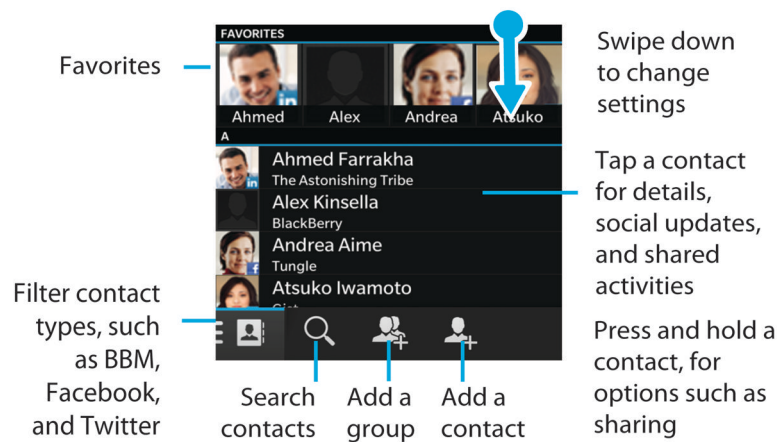 Favorites
FAVORITES
Ahmed
Alex
Andrea
Atsuko
A
Ahmed Farrakha
The Astonishing Tribe
Alex Kinsella
BlackBerry
Andrea Aime
Tungle
Atsuko Iwamoto
Gist
in
f
in
f
Swipe down
to change
settings
Tap a contact
for details,
social updates,
and shared
activities
Press and hold a
contact, for
options such as
sharing
Filter contact
types, such
as BBM,
Facebook,
and Twitter
Search
contacts
Add a
group
Add a
contact